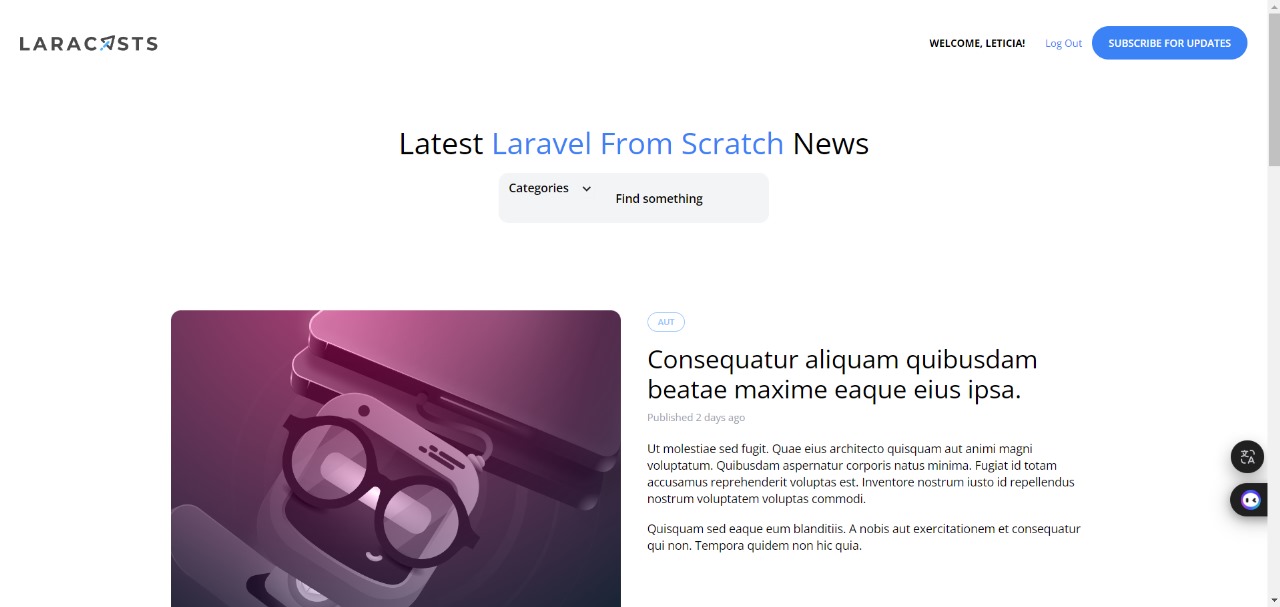 LARACASTS
WELCOME, LETICIA!
Log Out
SUBSCRIBE FOR UPDATES
Latest Laravel From Scratch News
Categories
Find something
AUT
Consequatur aliquam quibusdam
beatae maxime eaque eius ipsa.
Published 2 days ago
Ut molestiae sed fugit. Quae eius architecto quisquam aut animi magni
voluptatum. Quibusdam aspernatur corporis natus minima. Fugiat id totam
accusamus reprehenderit voluptas est. Inventore nostrum iusto id repellendus
nostrum voluptatem voluptas commodi.
Quisquam sed eaque eum blanditiis. A nobis aut exercitationem et consequatur
qui non. Tempora quidem non hic quia.